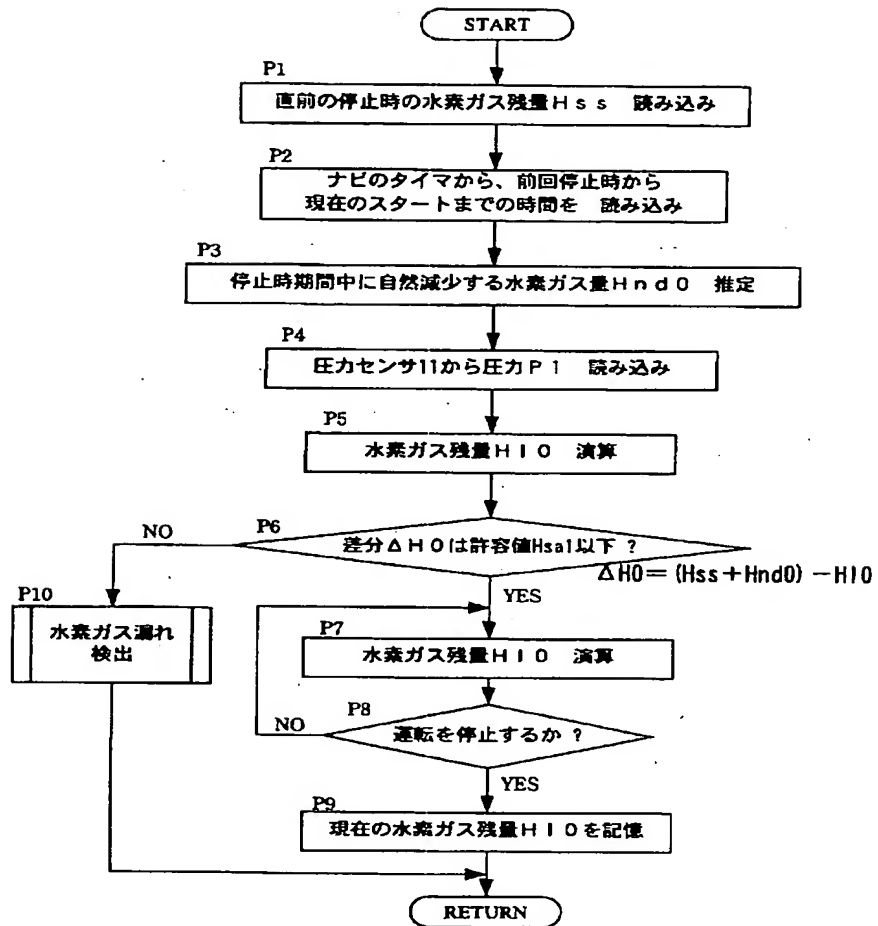 START
P1
直前の停止時の水素ガス残量Ｈｓｓ　読み込み
P2
ナビのタイマから、前回停止時から
現在のスタートまでの時間を　読み込み
P3
停止時期間中に自然減少する水素ガス量Ｈｎｄ０　推定
P4
圧力センサ11から圧力Ｐ１　読み込み
P5
水素ガス残量ＨＩ０　演算
NO
P6
差分ΔＨ０は許容値Hsal以下？
ΔH0＝(Hss＋Hnd0)－HI0
YES
P10
水素ガス漏れ
検出
P7
水素ガス残量ＨＩ０　演算
P8
NO
運転を停止するか？
YES
P9
現在の水素ガス残量ＨＩ０を記憶
RETURN